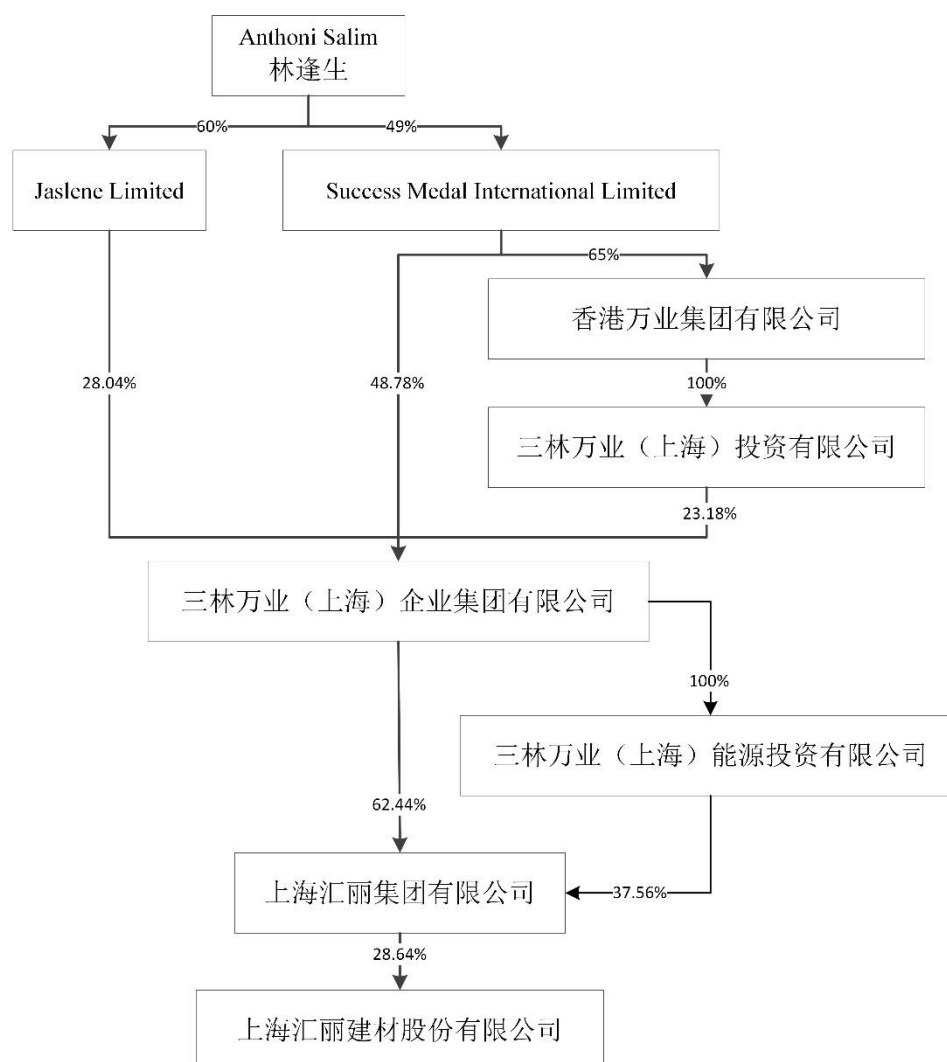 Anthoni Salim
林逢生
60%
49%
Jaslene Limited
Success Medal International Limited
65%
香港万业集团有限公司
28.04%
48.78%
100%
三林万业（上海）投资有限公司
23.18%
三林万业（上海）企业集团有限公司
100%
三林万业（上海）能源投资有限公司
62.44%
上海汇丽集团有限公司
37.56%
28.64%
上海汇丽建材股份有限公司